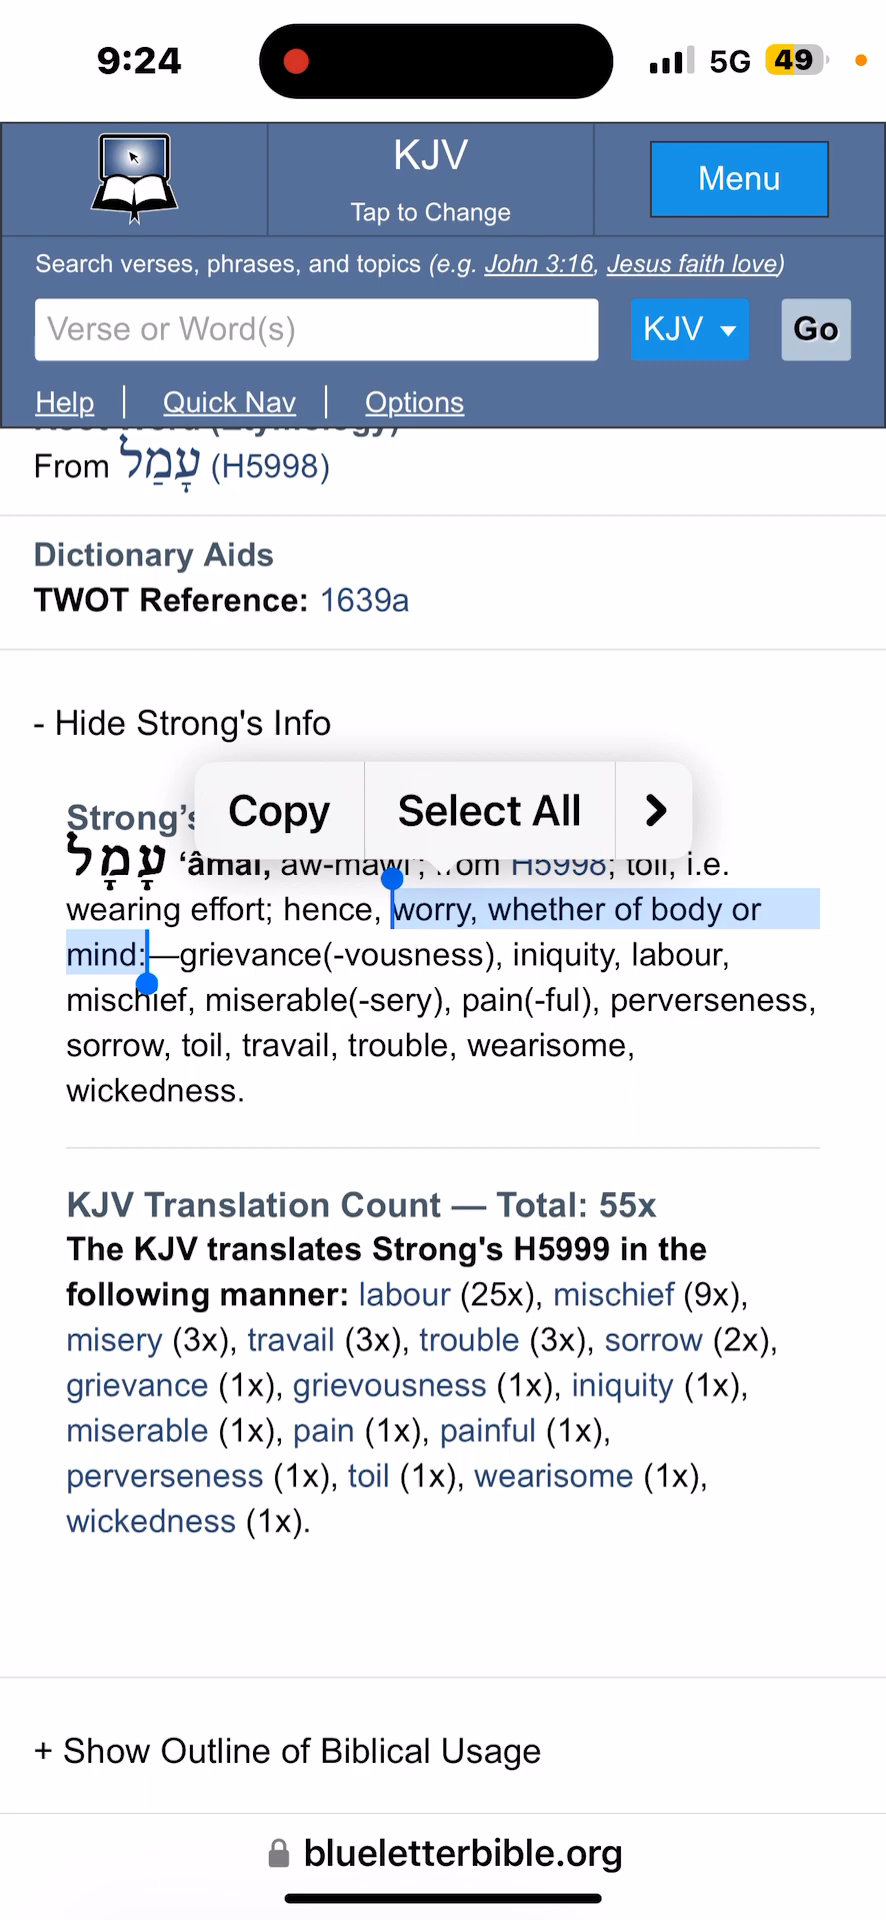 9:24
5G 49
KJV
Tap to Change
Menu
Search verses, phrases, and topics (e.g. John 3:16, Jesus faith love)
Verse or Word(s)
KJV
Go
Help | Quick Nav | Options
Root Word (Etymology)
From עָמַל (H5998)
Dictionary Aids
TWOT Reference: 1639a
- Hide Strong's Info
Copy
Select All
Strong's
עָמָל ʻâmâl, aw-mawl'; from H5998; toil, i.e.
wearing effort; hence, worry, whether of body or
mind:—grievance(-vousness), iniquity, labour,
mischief, miserable(-sery), pain(-ful), perverseness,
sorrow, toil, travail, trouble, wearisome,
wickedness.
KJV Translation Count — Total: 55x
The KJV translates Strong's H5999 in the
following manner: labour (25x), mischief (9x),
misery (3x), travail (3x), trouble (3x), sorrow (2x),
grievance (1x), grievousness (1x), iniquity (1x),
miserable (1x), pain (1x), painful (1x),
perverseness (1x), toil (1x), wearisome (1x),
wickedness (1x).
+ Show Outline of Biblical Usage
blueletterbible.org